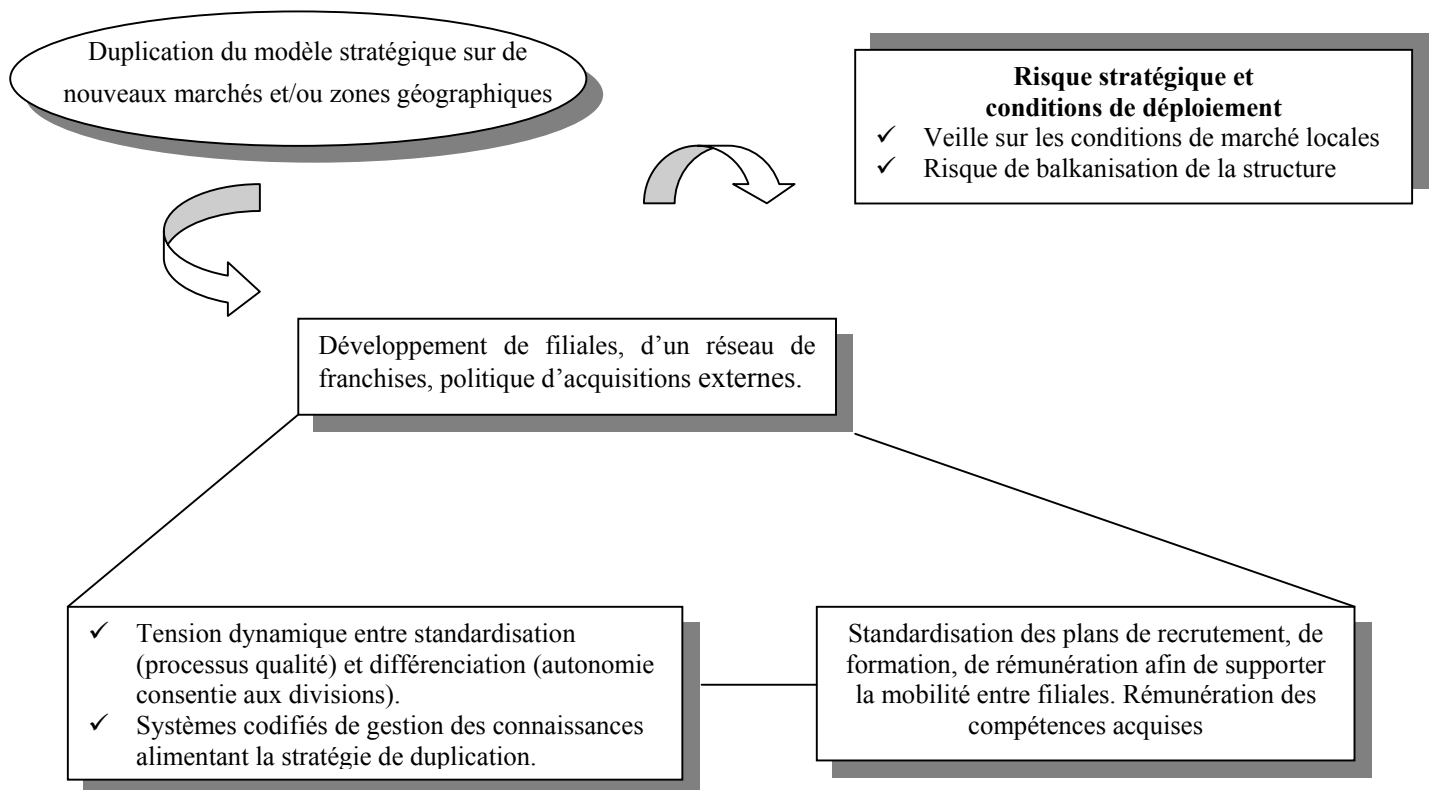 Duplication du modèle stratégique sur de
nouveaux marchés et/ou zones géographiques
Risque stratégique et
conditions de déploiement
✓ Veille sur les conditions de marché locales
✓ Risque de balkanisation de la structure
Développement de filiales, d’un réseau de
franchises, politique d’acquisitions externes.
✓ Tension dynamique entre standardisation
(processus qualité) et différenciation (autonomie
consentie aux divisions).
✓ Systèmes codifiés de gestion des connaissances
alimentant la stratégie de duplication.
Standardisation des plans de recrutement, de
formation, de rémunération afin de supporter
la mobilité entre filiales. Rémunération des
compétences acquises